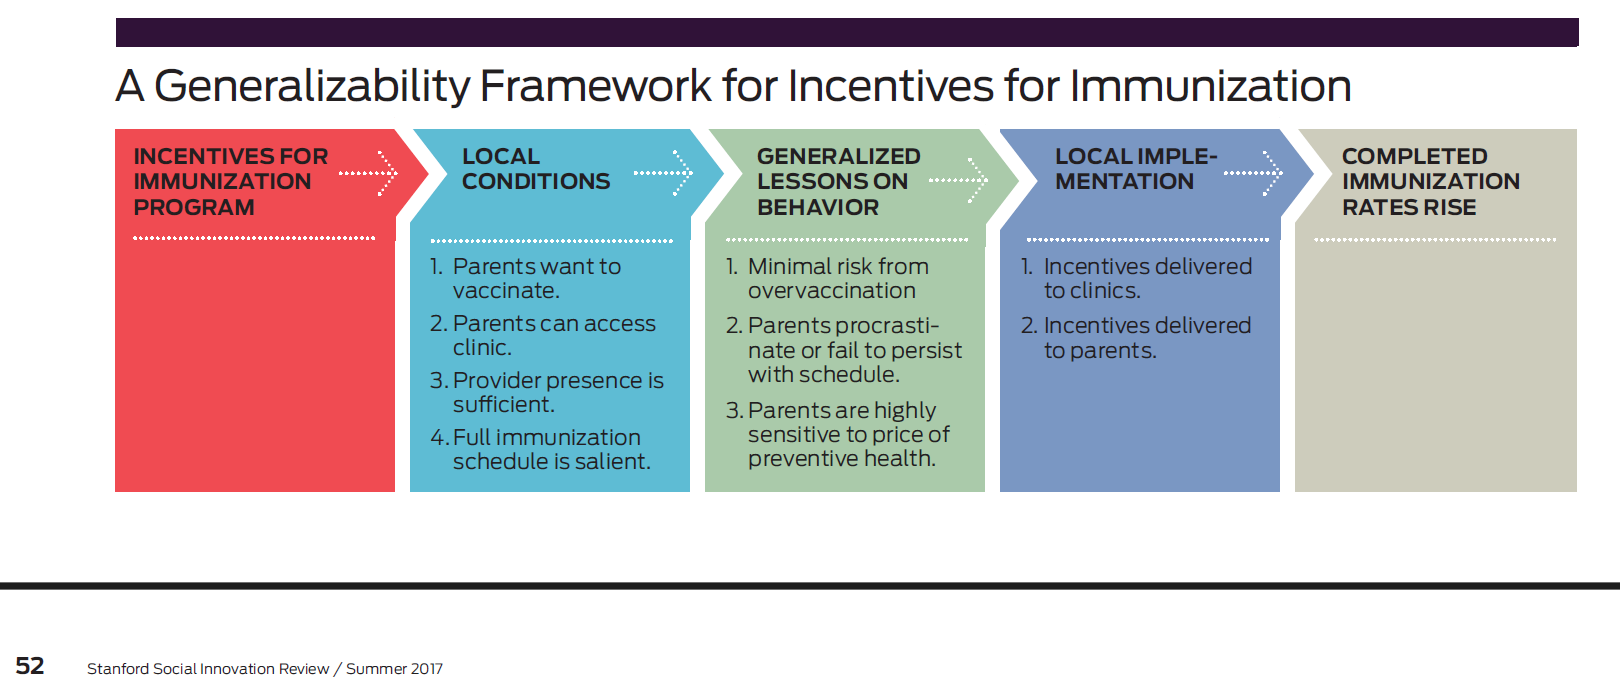 A Generalizability Framework for Incentives for Immunization
INCENTIVES FOR
IMMUNIZATION
PROGRAM
LOCAL
CONDITIONS
1. Parents want to
vaccinate.
2. Parents can access
clinic.
3. Provider presence is
sufficient.
4. Full immunization
schedule is salient.
GENERALIZED
LESSONS ON
BEHAVIOR
1. Minimal risk from
overvaccination
2. Parents procrasti-
nate or fail to persist
with schedule.
3. Parents are highly
sensitive to price of
preventive health.
LOCAL IMPLE-
MENTATION
1. Incentives delivered
to clinics.
2. Incentives delivered
to parents.
COMPLETED
IMMUNIZATION
RATES RISE
52 Stanford Social Innovation Review / Summer 2017